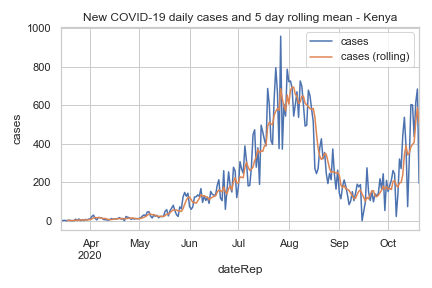 New COVID-19 daily cases and 5 day rolling mean - Kenya
cases
cases (rolling)
1000
800
600
400
200
0
cases
Apr
2020
May
Jun
Jul
Aug
Sep
Oct
dateRep